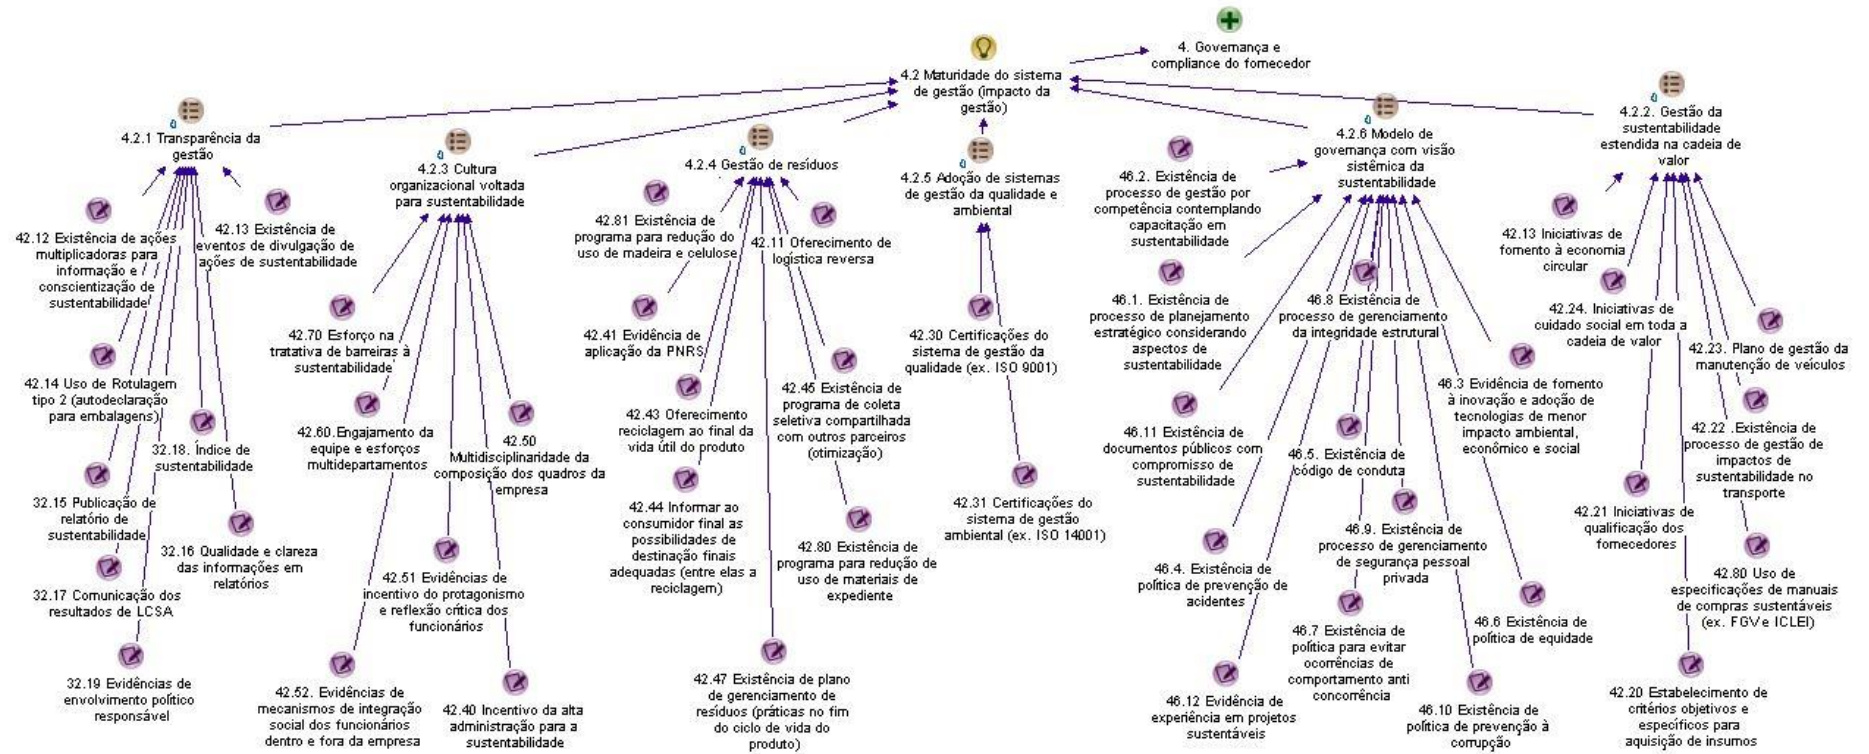 4. Governança e
compliance do fornecedor
4.2 Maturidade do sistema
de gestão (impacto da
gestão)
4.2.1 Transparência da
gestão
42.12 Existência de ações
multiplicadoras para
informação e
conscientização de
sustentabilidade
42.13 Existência de
eventos de divulgação de
ações de sustentabilidade
42.14 Uso de Rotulagem
tipo 2 (autodeclaração
para embalagens)
32.18. Índice de
sustentabilidade
32.15 Publicação de
relatório de
sustentabilidade
32.16 Qualidade e clareza
das informações em
relatórios
32.17 Comunicação dos
resultados de LCSA
32.19 Evidências de
envolvimento político
responsável
4.2.3 Cultura
organizacional voltada
para sustentabilidade
42.70 Esforço na
tratativa de barreiras à
sustentabilidade
42.60.Engajamento da
equipe e esforços
multidepartamentos
42.50
Multidisciplinaridade da
composição dos quadros da
empresa
42.51 Evidências de
incentivo do protagonismo
e reflexão crítica dos
funcionários
42.52. Evidências de
mecanismos de integração
social dos funcionários
dentro e fora da empresa
42.40 Incentivo da alta
administração para a
sustentabilidade
4.2.4 Gestão de resíduos
42.81 Existência de
programa para redução do
uso de madeira e celulose
42.11 Oferecimento de
logística reversa
42.41 Evidência de
aplicação da PNRS
42.43 Oferecimento
reciclagem ao final da
vida útil do produto
42.45 Existência de
programa de coleta
seletiva compartilhada
com outros parceiros
(otimização)
42.44 Informar ao
consumidor final as
possibilidades de
destinação finais
adequadas (entre elas a
reciclagem)
42.80 Existência de
programa para redução de
uso de materiais de
expediente
42.47 Existência de plano
de gerenciamento de
resíduos (práticas no fim
do ciclo de vida do
produto)
4.2.5 Adoção de sistemas
de gestão da qualidade e
ambiental
42.30 Certificações do
sistema de gestão da
qualidade (ex. ISO 9001)
42.31 Certificações do
sistema de gestão
ambiental (ex. ISO 14001)
4.2.6 Modelo de
governança com visão
sistêmica da
sustentabilidade
46.2. Existência de
processo de gestão por
competência contemplando
capacitação em
sustentabilidade
46.1. Existência de
processo de planejamento
estratégico considerando
aspectos de
sustentabilidade
46.8 Existência de
processo de gerenciamento
da integridade estrutural
46.3 Evidência de fomento
à inovação e adoção de
tecnologias de menor
impacto ambiental,
econômico e social
46.11 Existência de
documentos públicos com
compromisso de
sustentabilidade
46.5. Existência de
código de conduta
46.9. Existência de
processo de gerenciamento
de segurança pessoal
privada
46.4. Existência de
política de prevenção de
acidentes
46.7 Existência de
política para evitar
ocorrências de
comportamento anti
concorrência
46.6 Existência de
política de equidade
46.12 Evidência de
experiência em projetos
sustentáveis
46.10 Existência de
política de prevenção à
corrupção
4.2.2. Gestão da
sustentabilidade
estendida na cadeia de
valor
42.13 Iniciativas de
fomento à economia
circular
42.24. Iniciativas de
cuidado social em toda a
cadeia de valor
42.23. Plano de gestão da
manutenção de veículos
42.22 .Existência de
processo de gestão de
impactos de
sustentabilidade no
transporte
42.21 Iniciativas de
qualificação dos
fornecedores
42.80 Uso de
especificações de manuais
de compras sustentáveis
(ex. FGV e ICLEI)
42.20 Estabelecimento de
critérios objetivos e
específicos para
aquisição de insumos